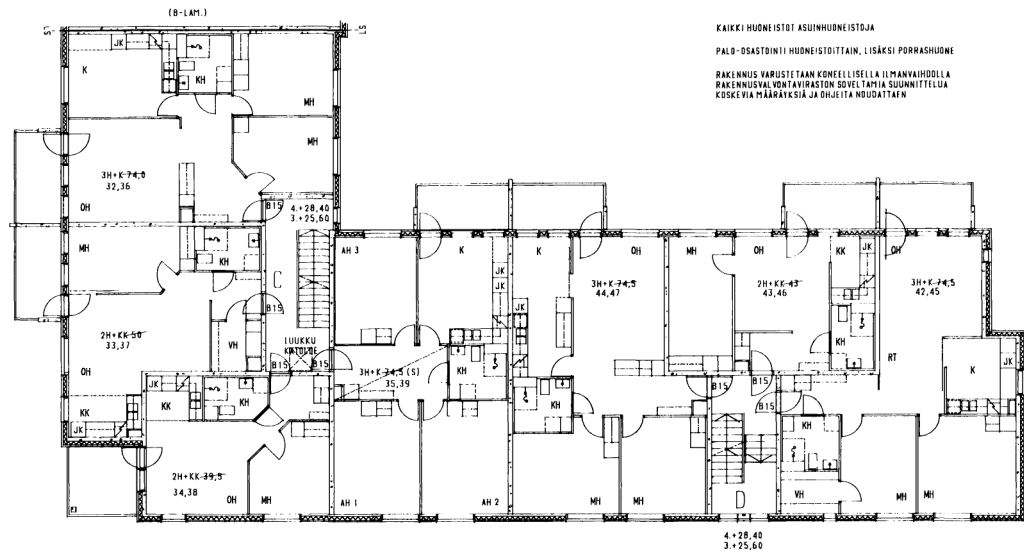 (B-LAM.)
KAIKKI HUONEISTOT ASUINHUONEISTOJA
PALO-OSASTOINTI HUONEISTOITTAIN, LISÄKSI PORRASHUONE
RAKENNUS VARUSTETAAN KONEELLISELLA ILMANVAIHDOLLA
RAKENNUSVALVONTAVIRASTON SOVELTAMIA SUUNNITTELUA
KOSKEVIA MÄÄRÄYKSIÄ JA OHJEITA NOUDATTAEN
JK
K
KH
MH
MH
3H+K 74,0
32,36
OH
B15
4.+28,40
3.+25,60
MH
KH
C
B15
2H+KK 50
33,37
VH
OH
LUUKKU
KATOLLE
B15
B15
JK
KK
KH
KK
JK
2H+KK 39,5
34,38
OH
MH
AH 3
K
JK
3H+K 74,5 (S)
35,39
KH
AH 1
AH 2
K
OH
3H+K 74,5
44,47
JK
KH
MH
MH
MH
OH
KK
JK
2H+KK 43
43,46
KH
B15
B15
B15
D
4.+28,40
3.+25,60
OH
3H+K 74,5
42,45
RT
K
JK
KH
VH
MH
MH